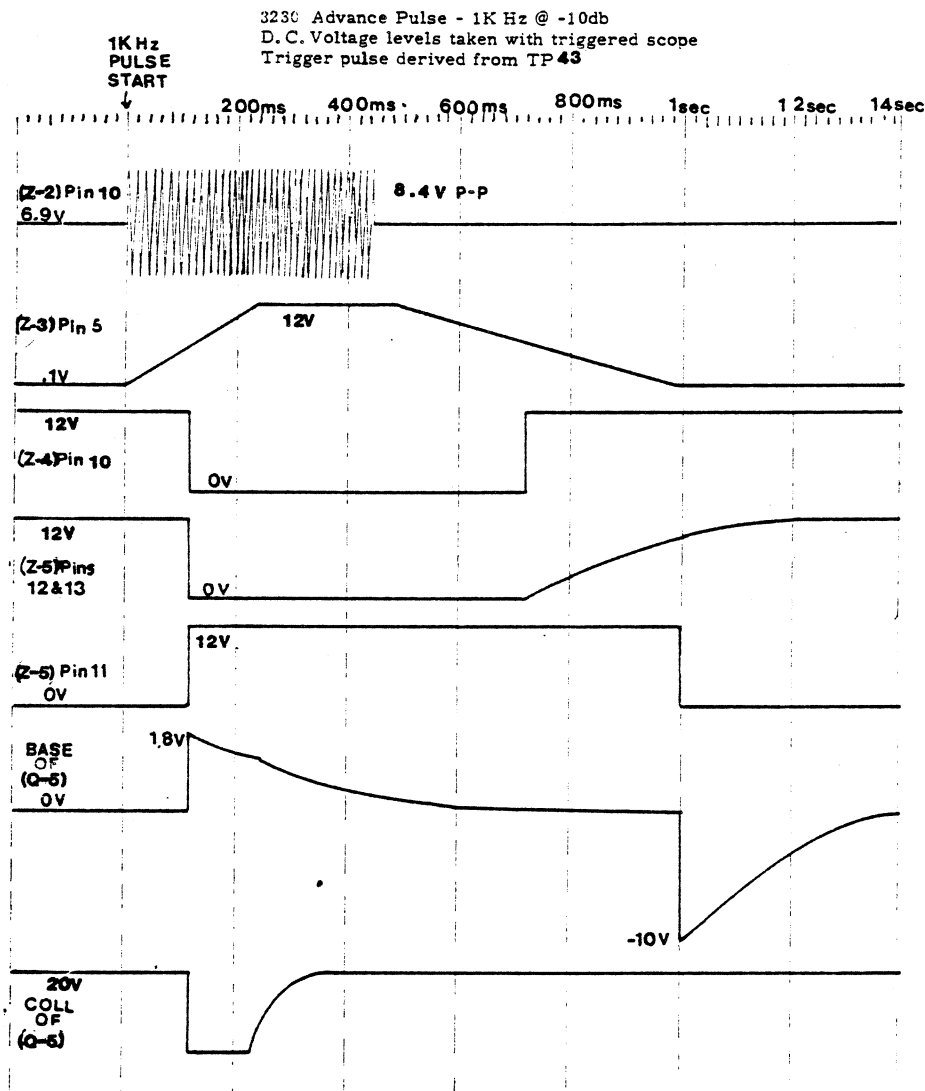 3230 Advance Pulse - 1K Hz @ -10db
D. C. Voltage levels taken with triggered scope
Trigger pulse derived from TP 43
1K Hz
PULSE
START
200ms 400ms 600ms 800ms 1sec 12sec 14sec
(Z-2) Pin 10
6.9V
8.4 V P-P
(Z-3) Pin 5
12V
.1V
12V
(Z-4) Pin 10
0V
12V
(Z-5) Pins
12 & 13
0V
12V
(Z-5) Pin 11
0V
1.8V
BASE
OF
(Q-5)
0V
-10V
20V
COLL
OF
(Q-5)